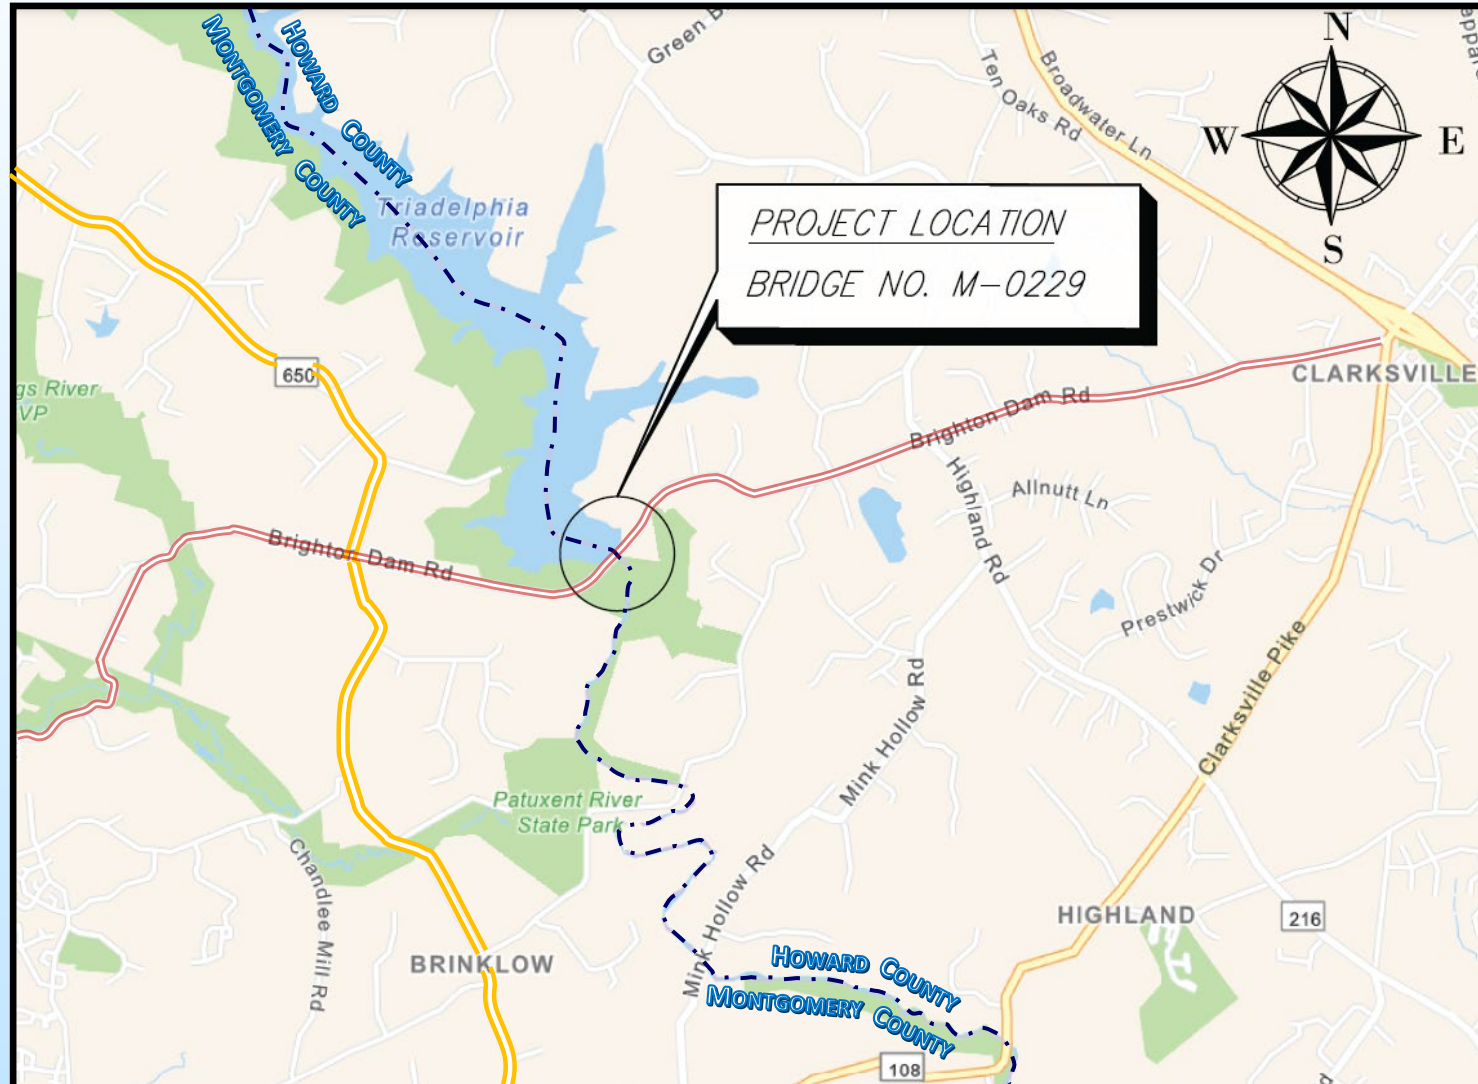 HOWARD COUNTY
MONTGOMERY COUNTY
Green
Ten Oaks Rd
Broadwater Ln
N
W
E
S
Triadelphia
Reservoir
PROJECT LOCATION
BRIDGE NO. M-0229
650
gs River
VP
CLARKSVILLE
Brighton Dam Rd
Highland Rd
Allnutt Ln
Brighton Dam Rd
Prestwick Dr
Clarksville Pike
Mink Hollow Rd
Patuxent River
State Park
Chandlee Mill Rd
Mink Hollow Rd
HIGHLAND
216
BRINKLOW
HOWARD COUNTY
MONTGOMERY COUNTY
108